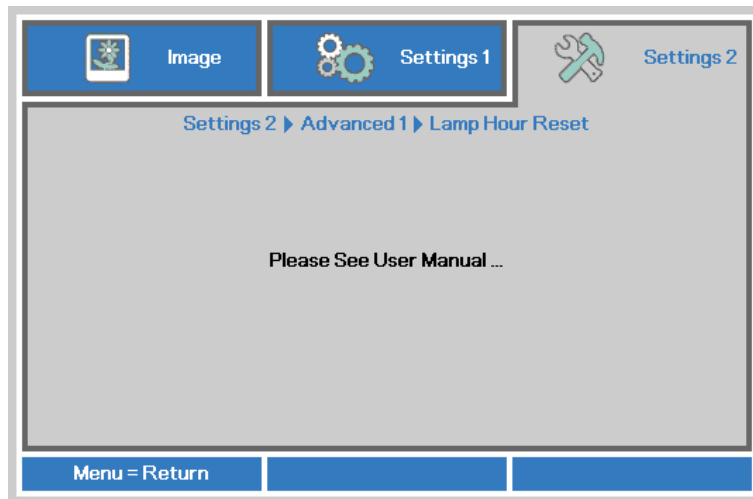 Image
Settings 1
Settings 2
Settings 2 ▶ Advanced 1 ▶ Lamp Hour Reset
Please See User Manual ...
Menu = Return